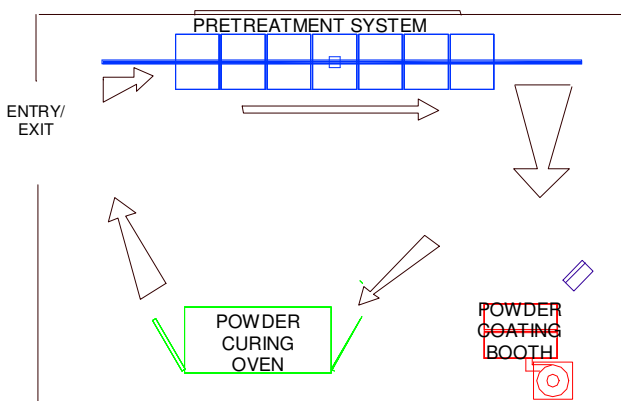 PRETREATMENT SYSTEM
ENTRY/
EXIT
POWDER
CURING
OVEN
POWDER
COATING
BOOTH